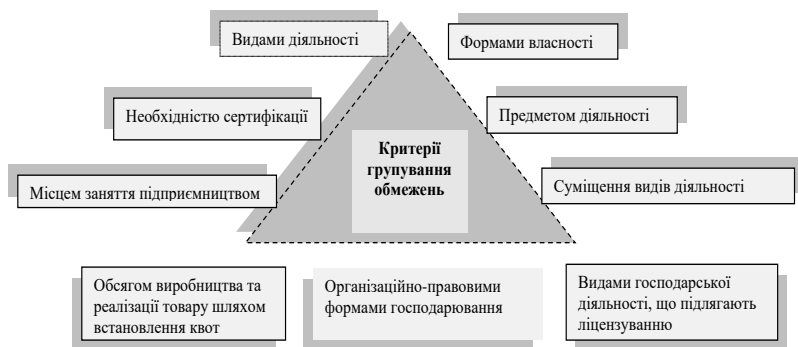 Видами діяльності
Формами власності
Необхідністю сертифікації
Предметом діяльності
Критерії
групування
обмежень
Місцем заняття підприємництвом
Суміщення видів діяльності
Обсягом виробництва та
реалізації товару шляхом
встановлення квот
Організаційно-правовими
формами господарювання
Видами господарської
діяльності, що підлягають
ліцензуванню